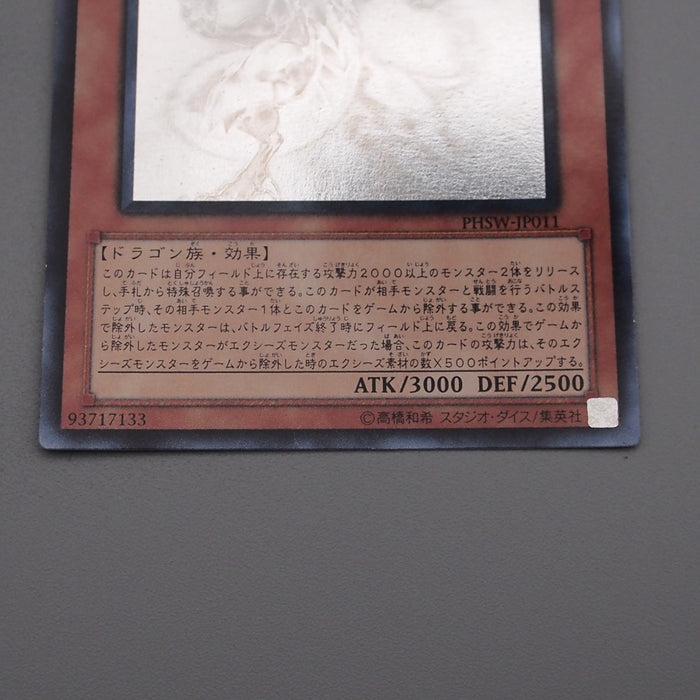 PHSW-JP011
【ドラゴン族・効果】
このカードは自分フィールド上に存在する攻撃力2000以上のモンスター2体をリリース
し、手札から特殊召喚する事ができる。このカードが相手モンスターと戦闘を行うバトルス
テップ時、その相手モンスター1体とこのカードをゲームから除外する事ができる。この効果
で除外したモンスターは、バトルフェイズ終了時にフィールド上に戻る。この効果でゲームか
ら除外したモンスターがエクシーズモンスターだった場合、このカードの攻撃力は、そのエク
シーズモンスターをゲームから除外した時のエクシーズ素材の数×500ポイントアップする。
ATK/3000 DEF/2500
93717133 ©高橋和希 スタジオ・ダイス/集英社